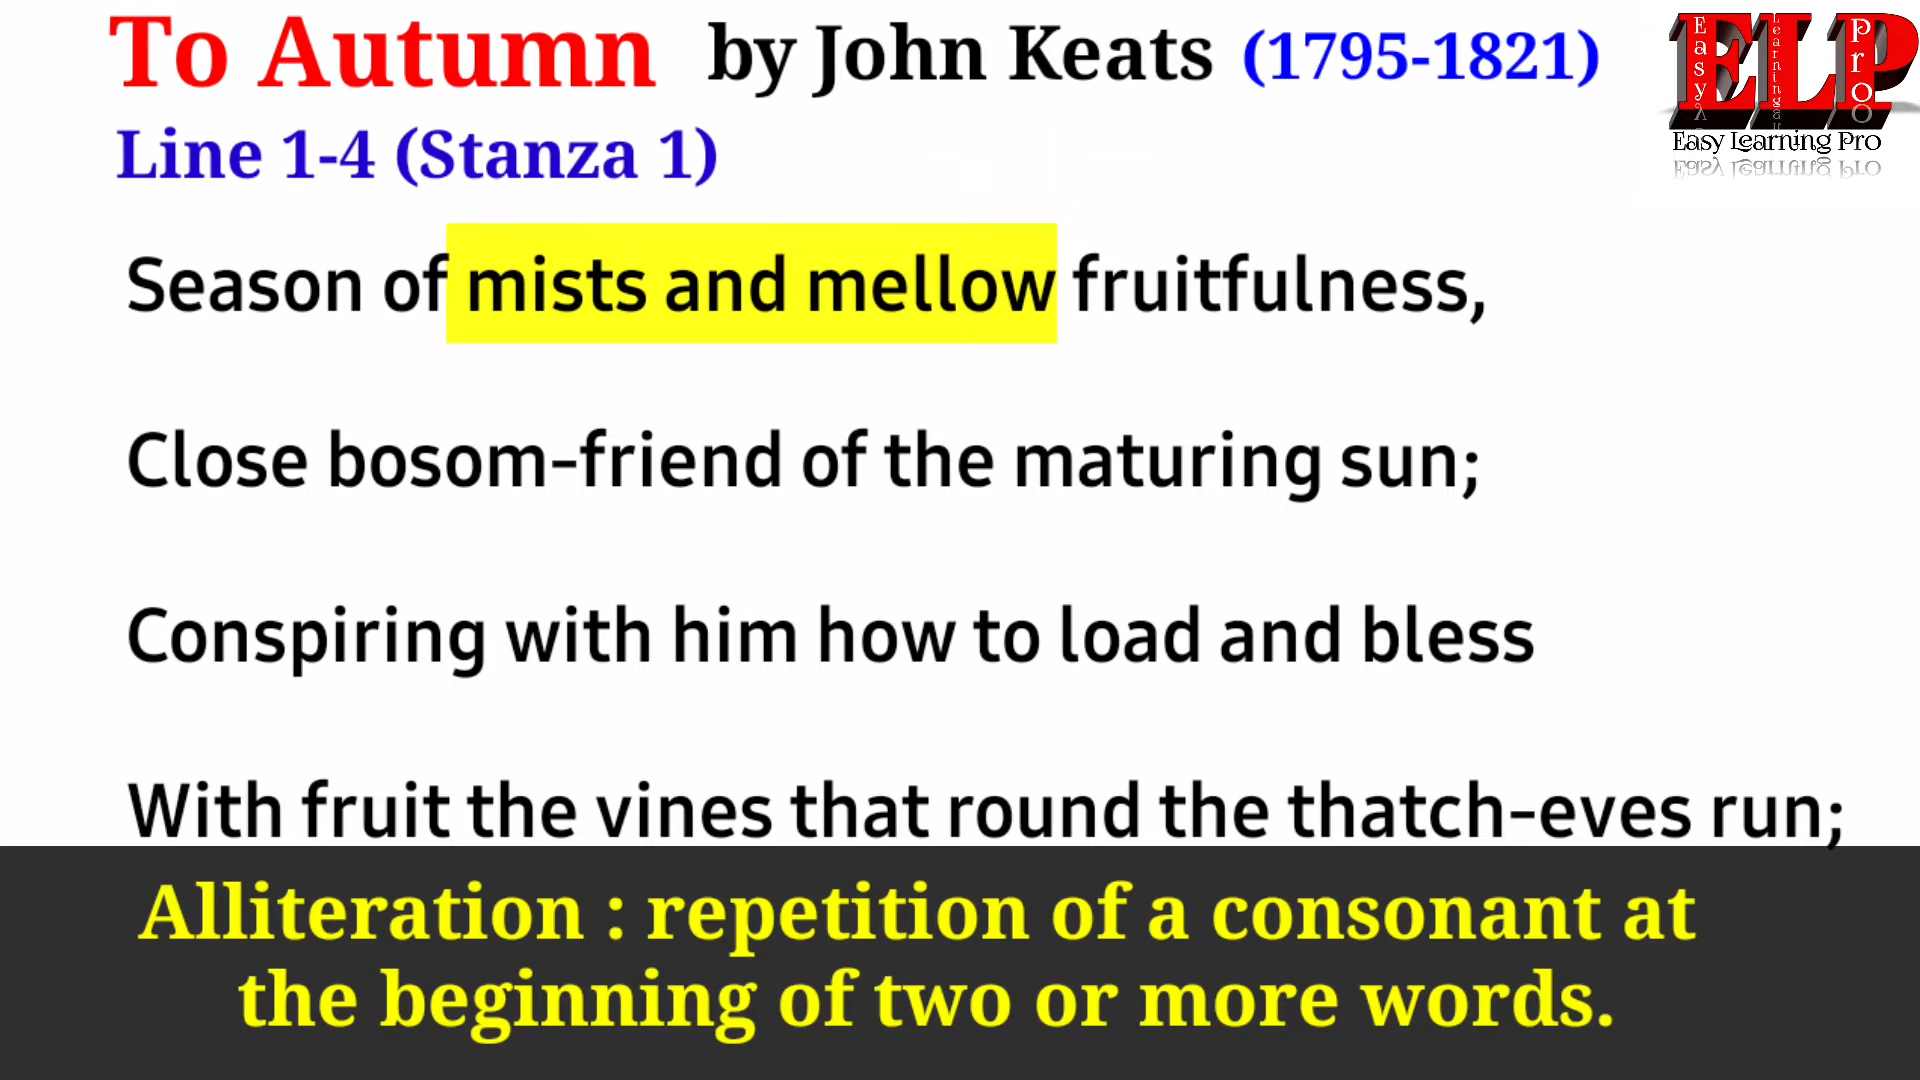 To Autumn by John Keats (1795-1821)
ELP
Easy Learning Pro
Easy Learning Pro
Line 1-4 (Stanza 1)
Season of mists and mellow fruitfulness,
Close bosom-friend of the maturing sun;
Conspiring with him how to load and bless
With fruit the vines that round the thatch-eves run;
Alliteration : repetition of a consonant at
the beginning of two or more words.